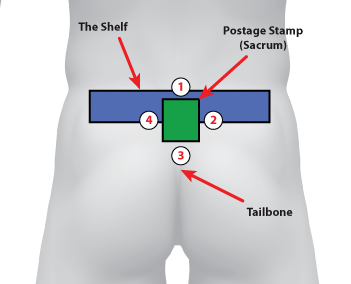 The Shelf
Postage Stamp
(Sacrum)
1
4
2
3
Tailbone